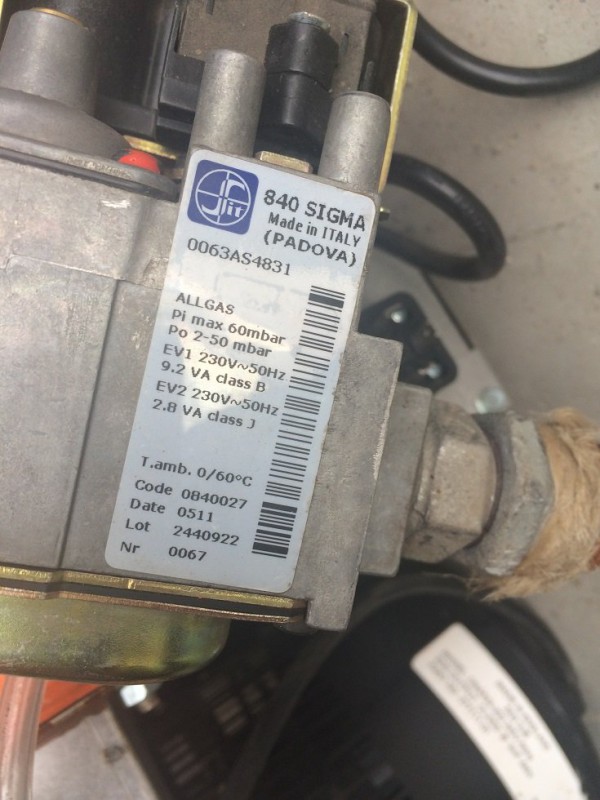 Sit
840 SIGMA
Made in ITALY
(PADOVA)
0063AS4831
ALLGAS
Pi max 60mbar
Po 2-50 mbar
EV1 230V~50Hz
9.2 VA class B
EV2 230V~50Hz
2.8 VA class J
T.amb. 0/60°C
Code 0840027
Date 0511
Lot 2440922
Nr 0067